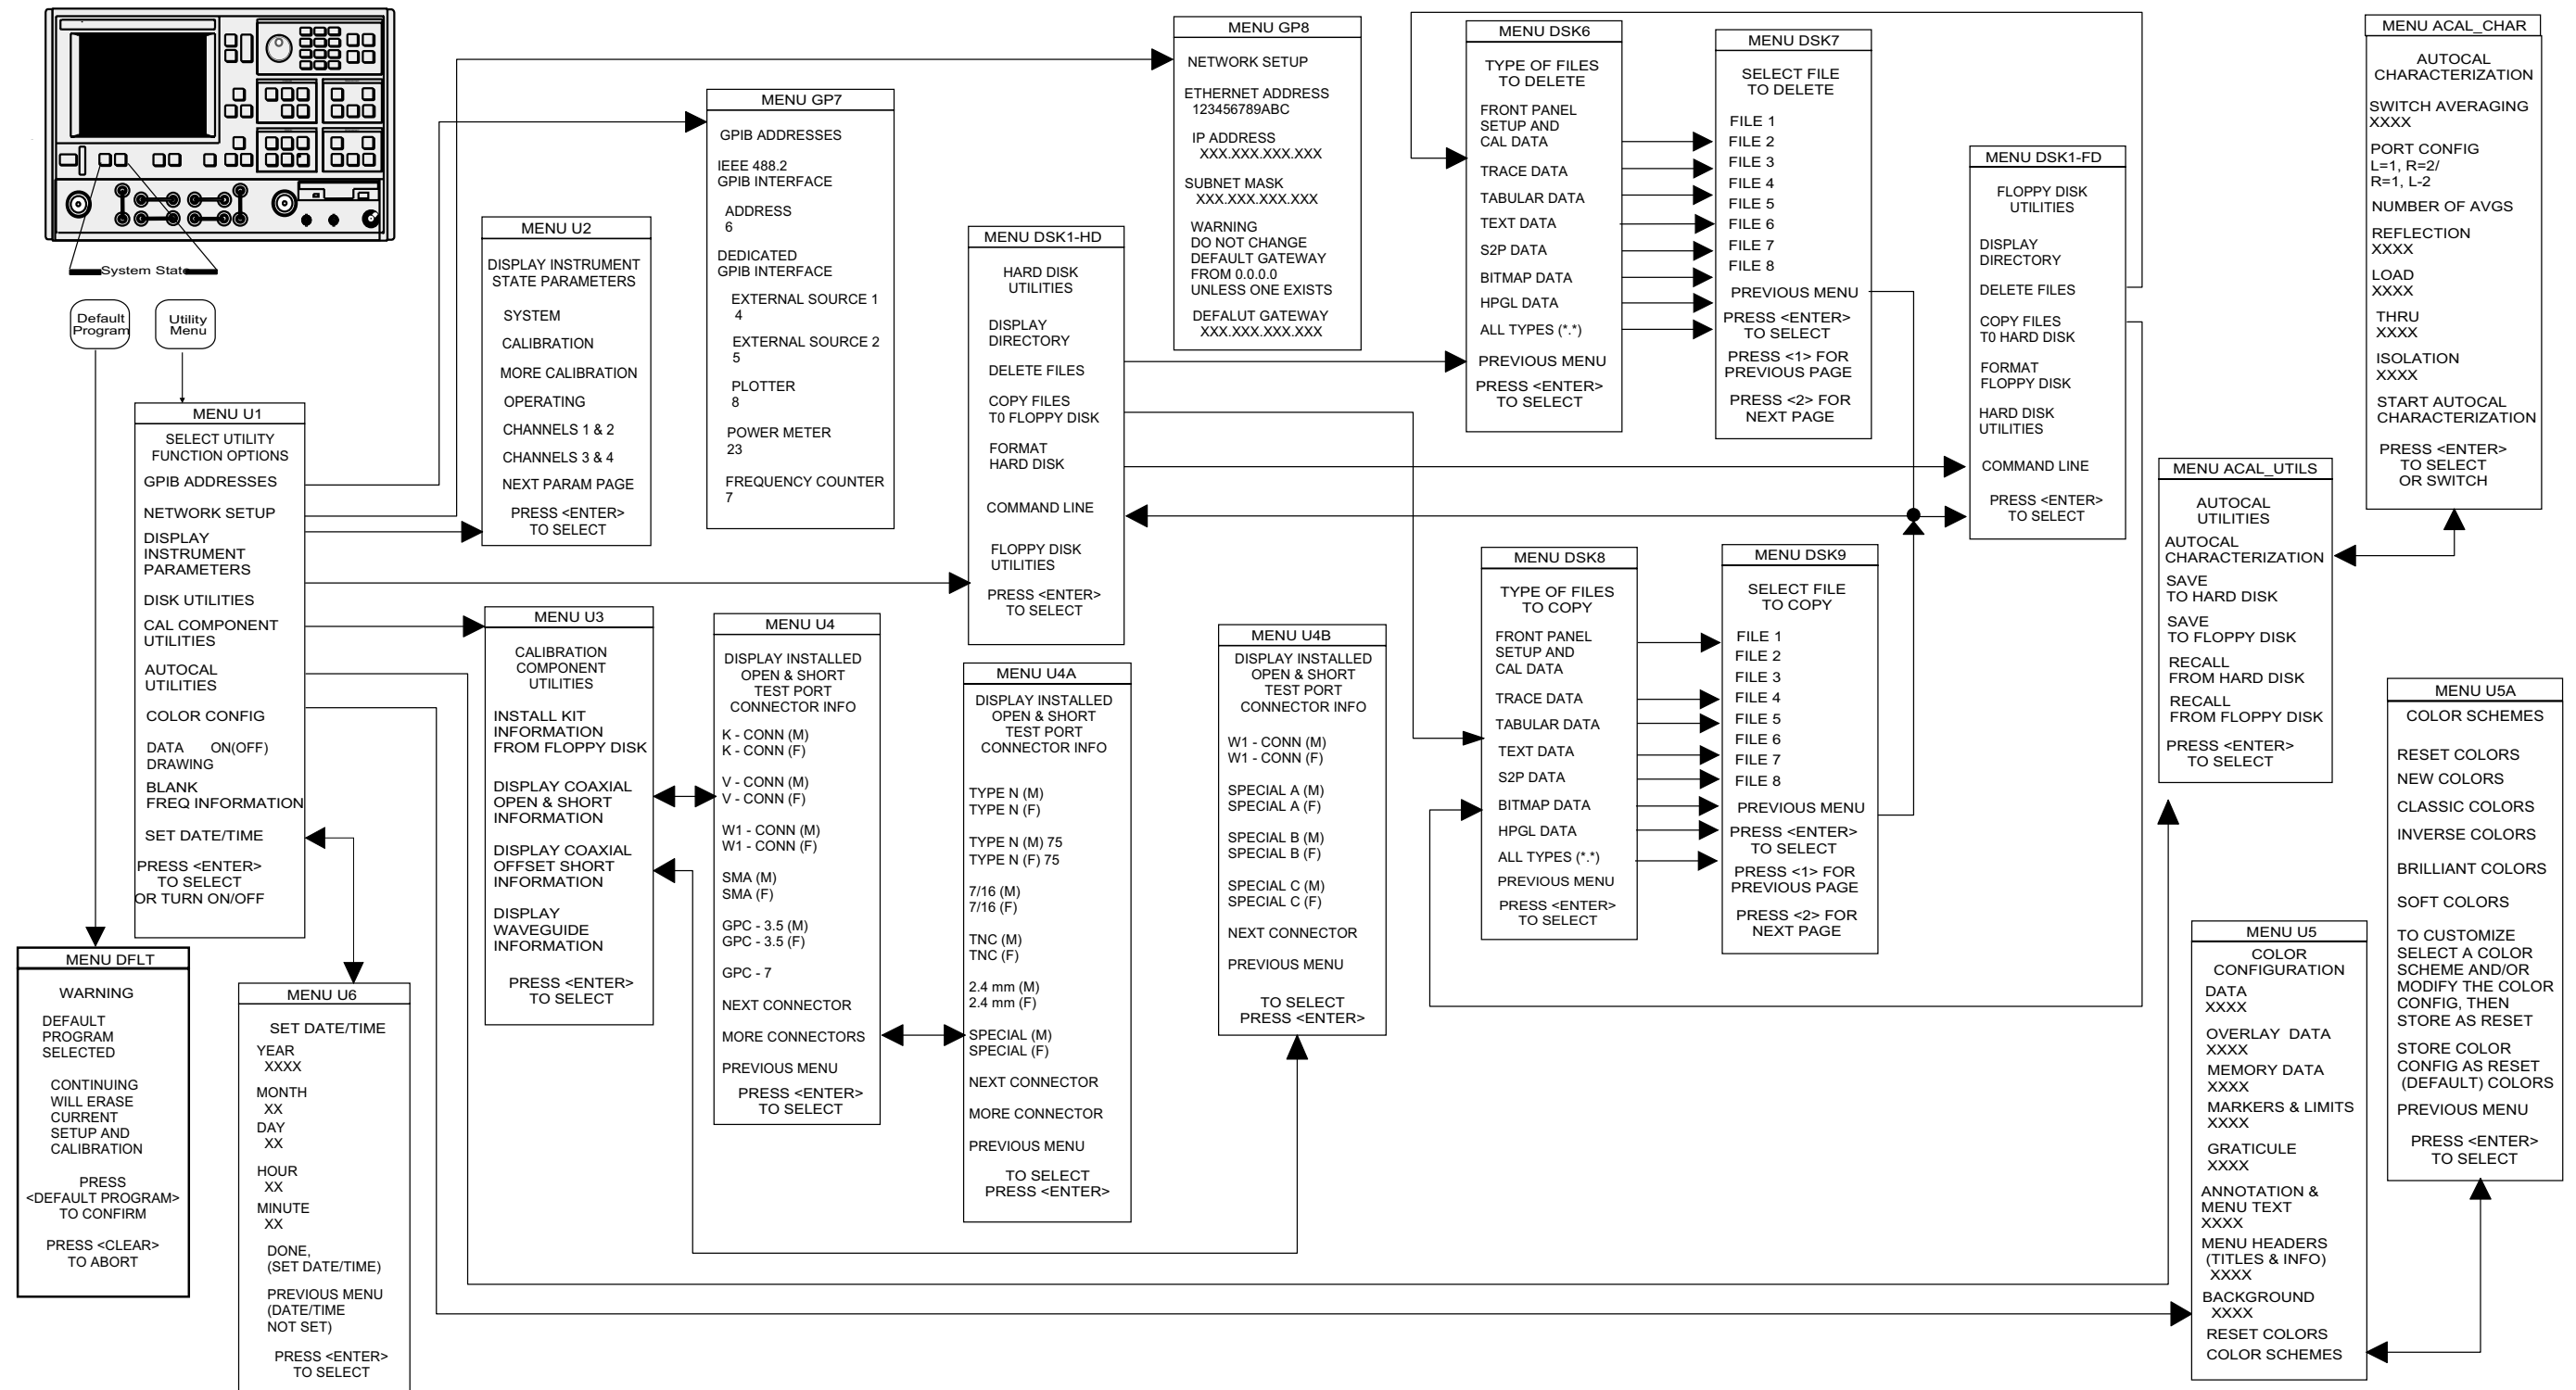 System State
Default
Program
Utility
Menu
MENU U1
SELECT UTILITY
FUNCTION OPTIONS
GPIB ADDRESSES
NETWORK SETUP
DISPLAY
INSTRUMENT
PARAMETERS
DISK UTILITIES
CAL COMPONENT
UTILITIES
AUTOCAL
UTILITIES
COLOR CONFIG
DATA ON(OFF)
DRAWING
BLANK
FREQ INFORMATION
SET DATE/TIME
PRESS <ENTER>
TO SELECT
OR TURN ON/OFF
MENU DFLT
WARNING
DEFAULT
PROGRAM
SELECTED
CONTINUING
WILL ERASE
CURRENT
SETUP AND
CALIBRATION
PRESS
<DEFAULT PROGRAM>
TO CONFIRM
PRESS <CLEAR>
TO ABORT
MENU U6
SET DATE/TIME
YEAR
XXXX
MONTH
XX
DAY
XX
HOUR
XX
MINUTE
XX
DONE,
(SET DATE/TIME)
PREVIOUS MENU
(DATE/TIME
NOT SET)
PRESS <ENTER>
TO SELECT
MENU U2
DISPLAY INSTRUMENT
STATE PARAMETERS
SYSTEM
CALIBRATION
MORE CALIBRATION
OPERATING
CHANNELS 1 & 2
CHANNELS 3 & 4
NEXT PARAM PAGE
PRESS <ENTER>
TO SELECT
MENU U3
CALIBRATION
COMPONENT
UTILITIES
INSTALL KIT
INFORMATION
FROM FLOPPY DISK
DISPLAY COAXIAL
OPEN & SHORT
INFORMATION
DISPLAY COAXIAL
OFFSET SHORT
INFORMATION
DISPLAY
WAVEGUIDE
INFORMATION
PRESS <ENTER>
TO SELECT
MENU GP7
GPIB ADDRESSES
IEEE 488.2
GPIB INTERFACE
ADDRESS
6
DEDICATED
GPIB INTERFACE
EXTERNAL SOURCE 1
4
EXTERNAL SOURCE 2
5
PLOTTER
8
POWER METER
23
FREQUENCY COUNTER
7
MENU U4
DISPLAY INSTALLED
OPEN & SHORT
TEST PORT
CONNECTOR INFO
K - CONN (M)
K - CONN (F)
V - CONN (M)
V - CONN (F)
W1 - CONN (M)
W1 - CONN (F)
SMA (M)
SMA (F)
GPC - 3.5 (M)
GPC - 3.5 (F)
GPC - 7
NEXT CONNECTOR
MORE CONNECTORS
PREVIOUS MENU
PRESS <ENTER>
TO SELECT
MENU DSK1-HD
HARD DISK
UTILITIES
DISPLAY
DIRECTORY
DELETE FILES
COPY FILES
T0 FLOPPY DISK
FORMAT
HARD DISK
COMMAND LINE
FLOPPY DISK
UTILITIES
PRESS <ENTER>
TO SELECT
MENU U4A
DISPLAY INSTALLED
OPEN & SHORT
TEST PORT
CONNECTOR INFO
TYPE N (M)
TYPE N (F)
TYPE N (M) 75
TYPE N (F) 75
7/16 (M)
7/16 (F)
TNC (M)
TNC (F)
2.4 mm (M)
2.4 mm (F)
SPECIAL (M)
SPECIAL (F)
NEXT CONNECTOR
MORE CONNECTOR
PREVIOUS MENU
TO SELECT
PRESS <ENTER>
MENU GP8
NETWORK SETUP
ETHERNET ADDRESS
123456789ABC
IP ADDRESS
XXX.XXX.XXX.XXX
SUBNET MASK
XXX.XXX.XXX.XXX
WARNING
DO NOT CHANGE
DEFAULT GATEWAY
FROM 0.0.0.0
UNLESS ONE EXISTS
DEFALUT GATEWAY
XXX.XXX.XXX.XXX
MENU U4B
DISPLAY INSTALLED
OPEN & SHORT
TEST PORT
CONNECTOR INFO
W1 - CONN (M)
W1 - CONN (F)
SPECIAL A (M)
SPECIAL A (F)
SPECIAL B (M)
SPECIAL B (F)
SPECIAL C (M)
SPECIAL C (F)
NEXT CONNECTOR
PREVIOUS MENU
TO SELECT
PRESS <ENTER>
MENU DSK6
TYPE OF FILES
TO DELETE
FRONT PANEL
SETUP AND
CAL DATA
TRACE DATA
TABULAR DATA
TEXT DATA
S2P DATA
BITMAP DATA
HPGL DATA
ALL TYPES (*.*)
PREVIOUS MENU
PRESS <ENTER>
TO SELECT
MENU DSK7
SELECT FILE
TO DELETE
FILE 1
FILE 2
FILE 3
FILE 4
FILE 5
FILE 6
FILE 7
FILE 8
PREVIOUS MENU
PRESS <ENTER>
TO SELECT
PRESS <1> FOR
PREVIOUS PAGE
PRESS <2> FOR
NEXT PAGE
MENU DSK8
TYPE OF FILES
TO COPY
FRONT PANEL
SETUP AND
CAL DATA
TRACE DATA
TABULAR DATA
TEXT DATA
S2P DATA
BITMAP DATA
HPGL DATA
ALL TYPES (*.*)
PREVIOUS MENU
PRESS <ENTER>
TO SELECT
MENU DSK9
SELECT FILE
TO COPY
FILE 1
FILE 2
FILE 3
FILE 4
FILE 5
FILE 6
FILE 7
FILE 8
PREVIOUS MENU
PRESS <ENTER>
TO SELECT
PRESS <1> FOR
PREVIOUS PAGE
PRESS <2> FOR
NEXT PAGE
MENU DSK1-FD
FLOPPY DISK
UTILITIES
DISPLAY
DIRECTORY
DELETE FILES
COPY FILES
T0 HARD DISK
FORMAT
FLOPPY DISK
HARD DISK
UTILITIES
COMMAND LINE
PRESS <ENTER>
TO SELECT
MENU ACAL_CHAR
AUTOCAL
CHARACTERIZATION
SWITCH AVERAGING
XXXX
PORT CONFIG
L=1, R=2/
R=1, L-2
NUMBER OF AVGS
REFLECTION
XXXX
LOAD
XXXX
THRU
XXXX
ISOLATION
XXXX
START AUTOCAL
CHARACTERIZATION
PRESS <ENTER>
TO SELECT
OR SWITCH
MENU ACAL_UTILS
AUTOCAL
UTILITIES
AUTOCAL
CHARACTERIZATION
SAVE
TO HARD DISK
SAVE
TO FLOPPY DISK
RECALL
FROM HARD DISK
RECALL
FROM FLOPPY DISK
PRESS <ENTER>
TO SELECT
MENU U5
COLOR
CONFIGURATION
DATA
XXXX
OVERLAY DATA
XXXX
MEMORY DATA
XXXX
MARKERS & LIMITS
XXXX
GRATICULE
XXXX
ANNOTATION &
MENU TEXT
XXXX
MENU HEADERS
(TITLES & INFO)
XXXX
BACKGROUND
XXXX
RESET COLORS
COLOR SCHEMES
MENU U5A
COLOR SCHEMES
RESET COLORS
NEW COLORS
CLASSIC COLORS
INVERSE COLORS
BRILLIANT COLORS
SOFT COLORS
TO CUSTOMIZE
SELECT A COLOR
SCHEME AND/OR
MODIFY THE COLOR
CONFIG, THEN
STORE AS RESET
STORE COLOR
CONFIG AS RESET
(DEFAULT) COLORS
PREVIOUS MENU
PRESS <ENTER>
TO SELECT